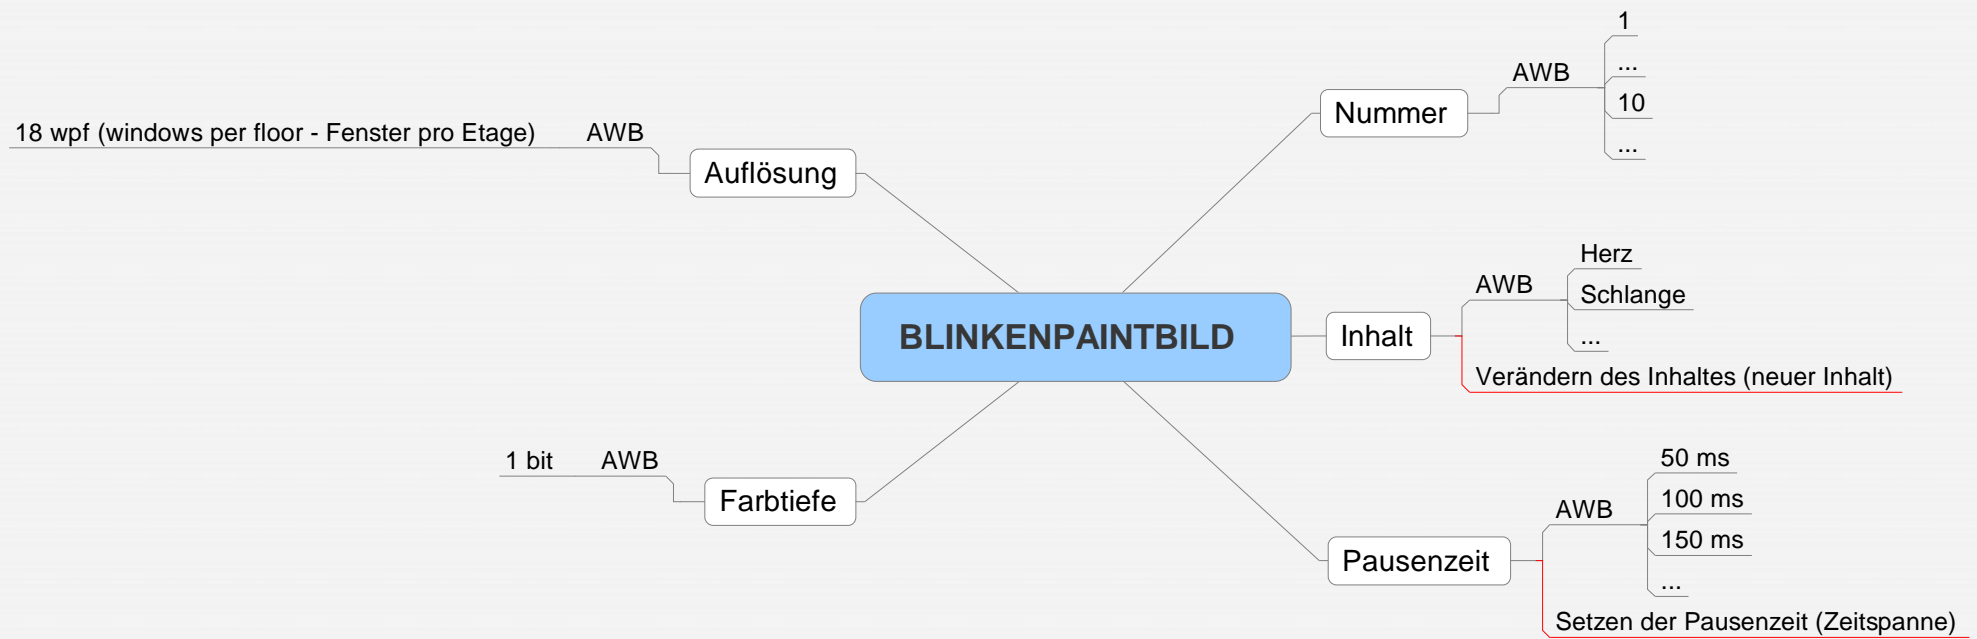 BLINKENPAINTBILD
Nummer
AWB
1
...
10
...
Inhalt
AWB
Herz
Schlange
...
Verändern des Inhaltes (neuer Inhalt)
Pausenzeit
AWB
50 ms
100 ms
150 ms
...
Setzen der Pausenzeit (Zeitspanne)
Auflösung
AWB
18 wpf (windows per floor - Fenster pro Etage)
Farbtiefe
AWB
1 bit